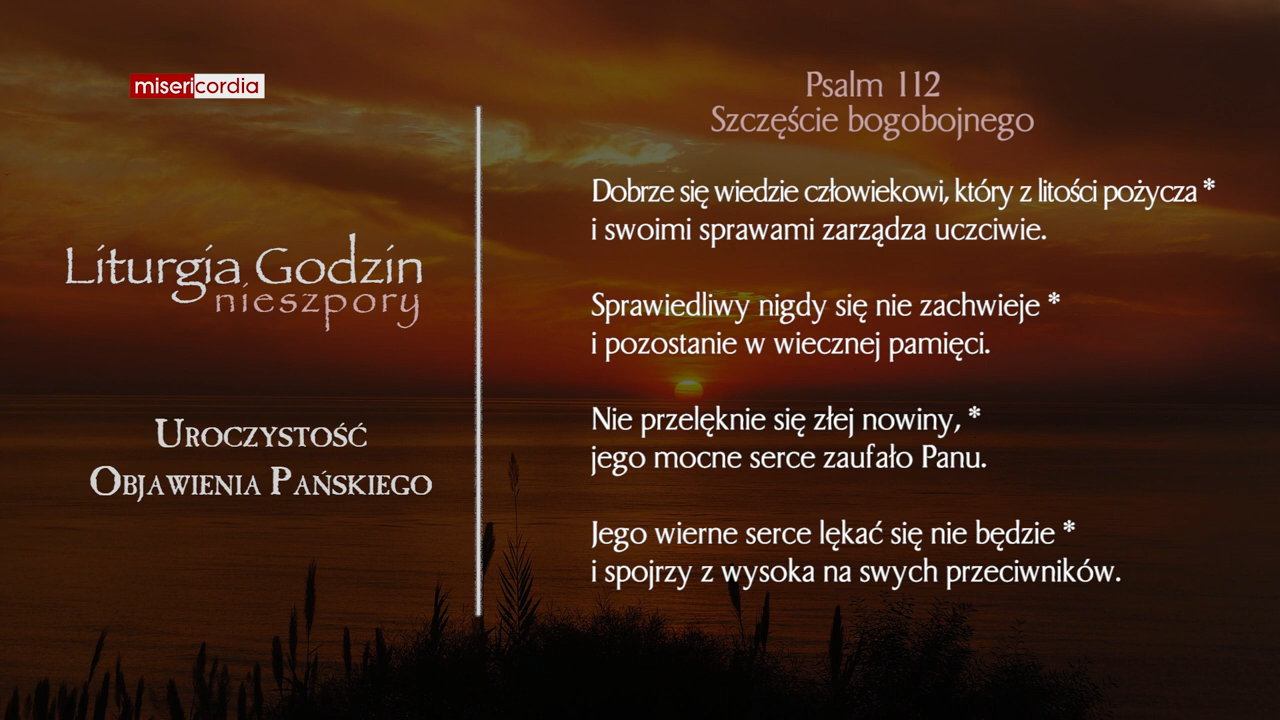 misericordia
Liturgia Godzin
nieszpory
Uroczystość
Objawienia Pańskiego
Psalm 112
Szczęście bogobojnego
Dobrze się wiedzie człowiekowi, który z litości pożycza *
i swoimi sprawami zarządza uczciwie.
Sprawiedliwy nigdy się nie zachwieje *
i pozostanie w wiecznej pamięci.
Nie przelęknie się złej nowiny, *
jego mocne serce zaufało Panu.
Jego wierne serce lękać się nie będzie *
i spojrzy z wysoka na swych przeciwników.